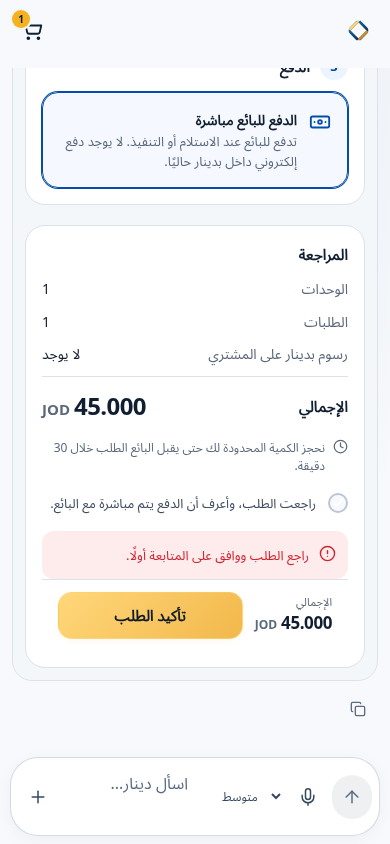 1
3
الدفع
الدفع للبائع مباشرة
تدفع للبائع عند الاستلام أو التنفيذ. لا يوجد دفع
إلكتروني داخل بدينار حاليًا.
المراجعة
الوحدات 1
الطلبات 1
رسوم بدينار على المشتري لا يوجد
الإجمالي 45.000 JOD
نحجز الكمية المحدودة لك حتى يقبل البائع الطلب خلال 30
دقيقة.
راجعت الطلب، وأعرف أن الدفع يتم مباشرة مع البائع.
راجع الطلب ووافق على المتابعة أولًا.
الإجمالي
45.000 JOD
تأكيد الطلب
اسأل دينار...
متوسط